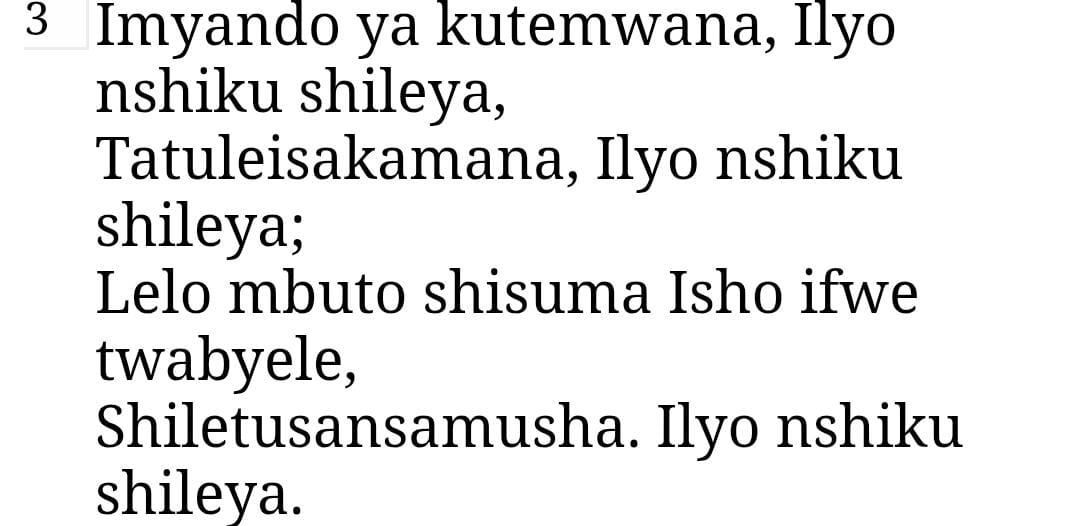 3 Imyando ya kutemwana, Ilyo
nshiku shileya,
Tatuleisakamana, Ilyo nshiku
shileya;
Lelo mbuto shisuma Isho ifwe
twabyele,
Shiletusansamusha. Ilyo nshiku
shileya.